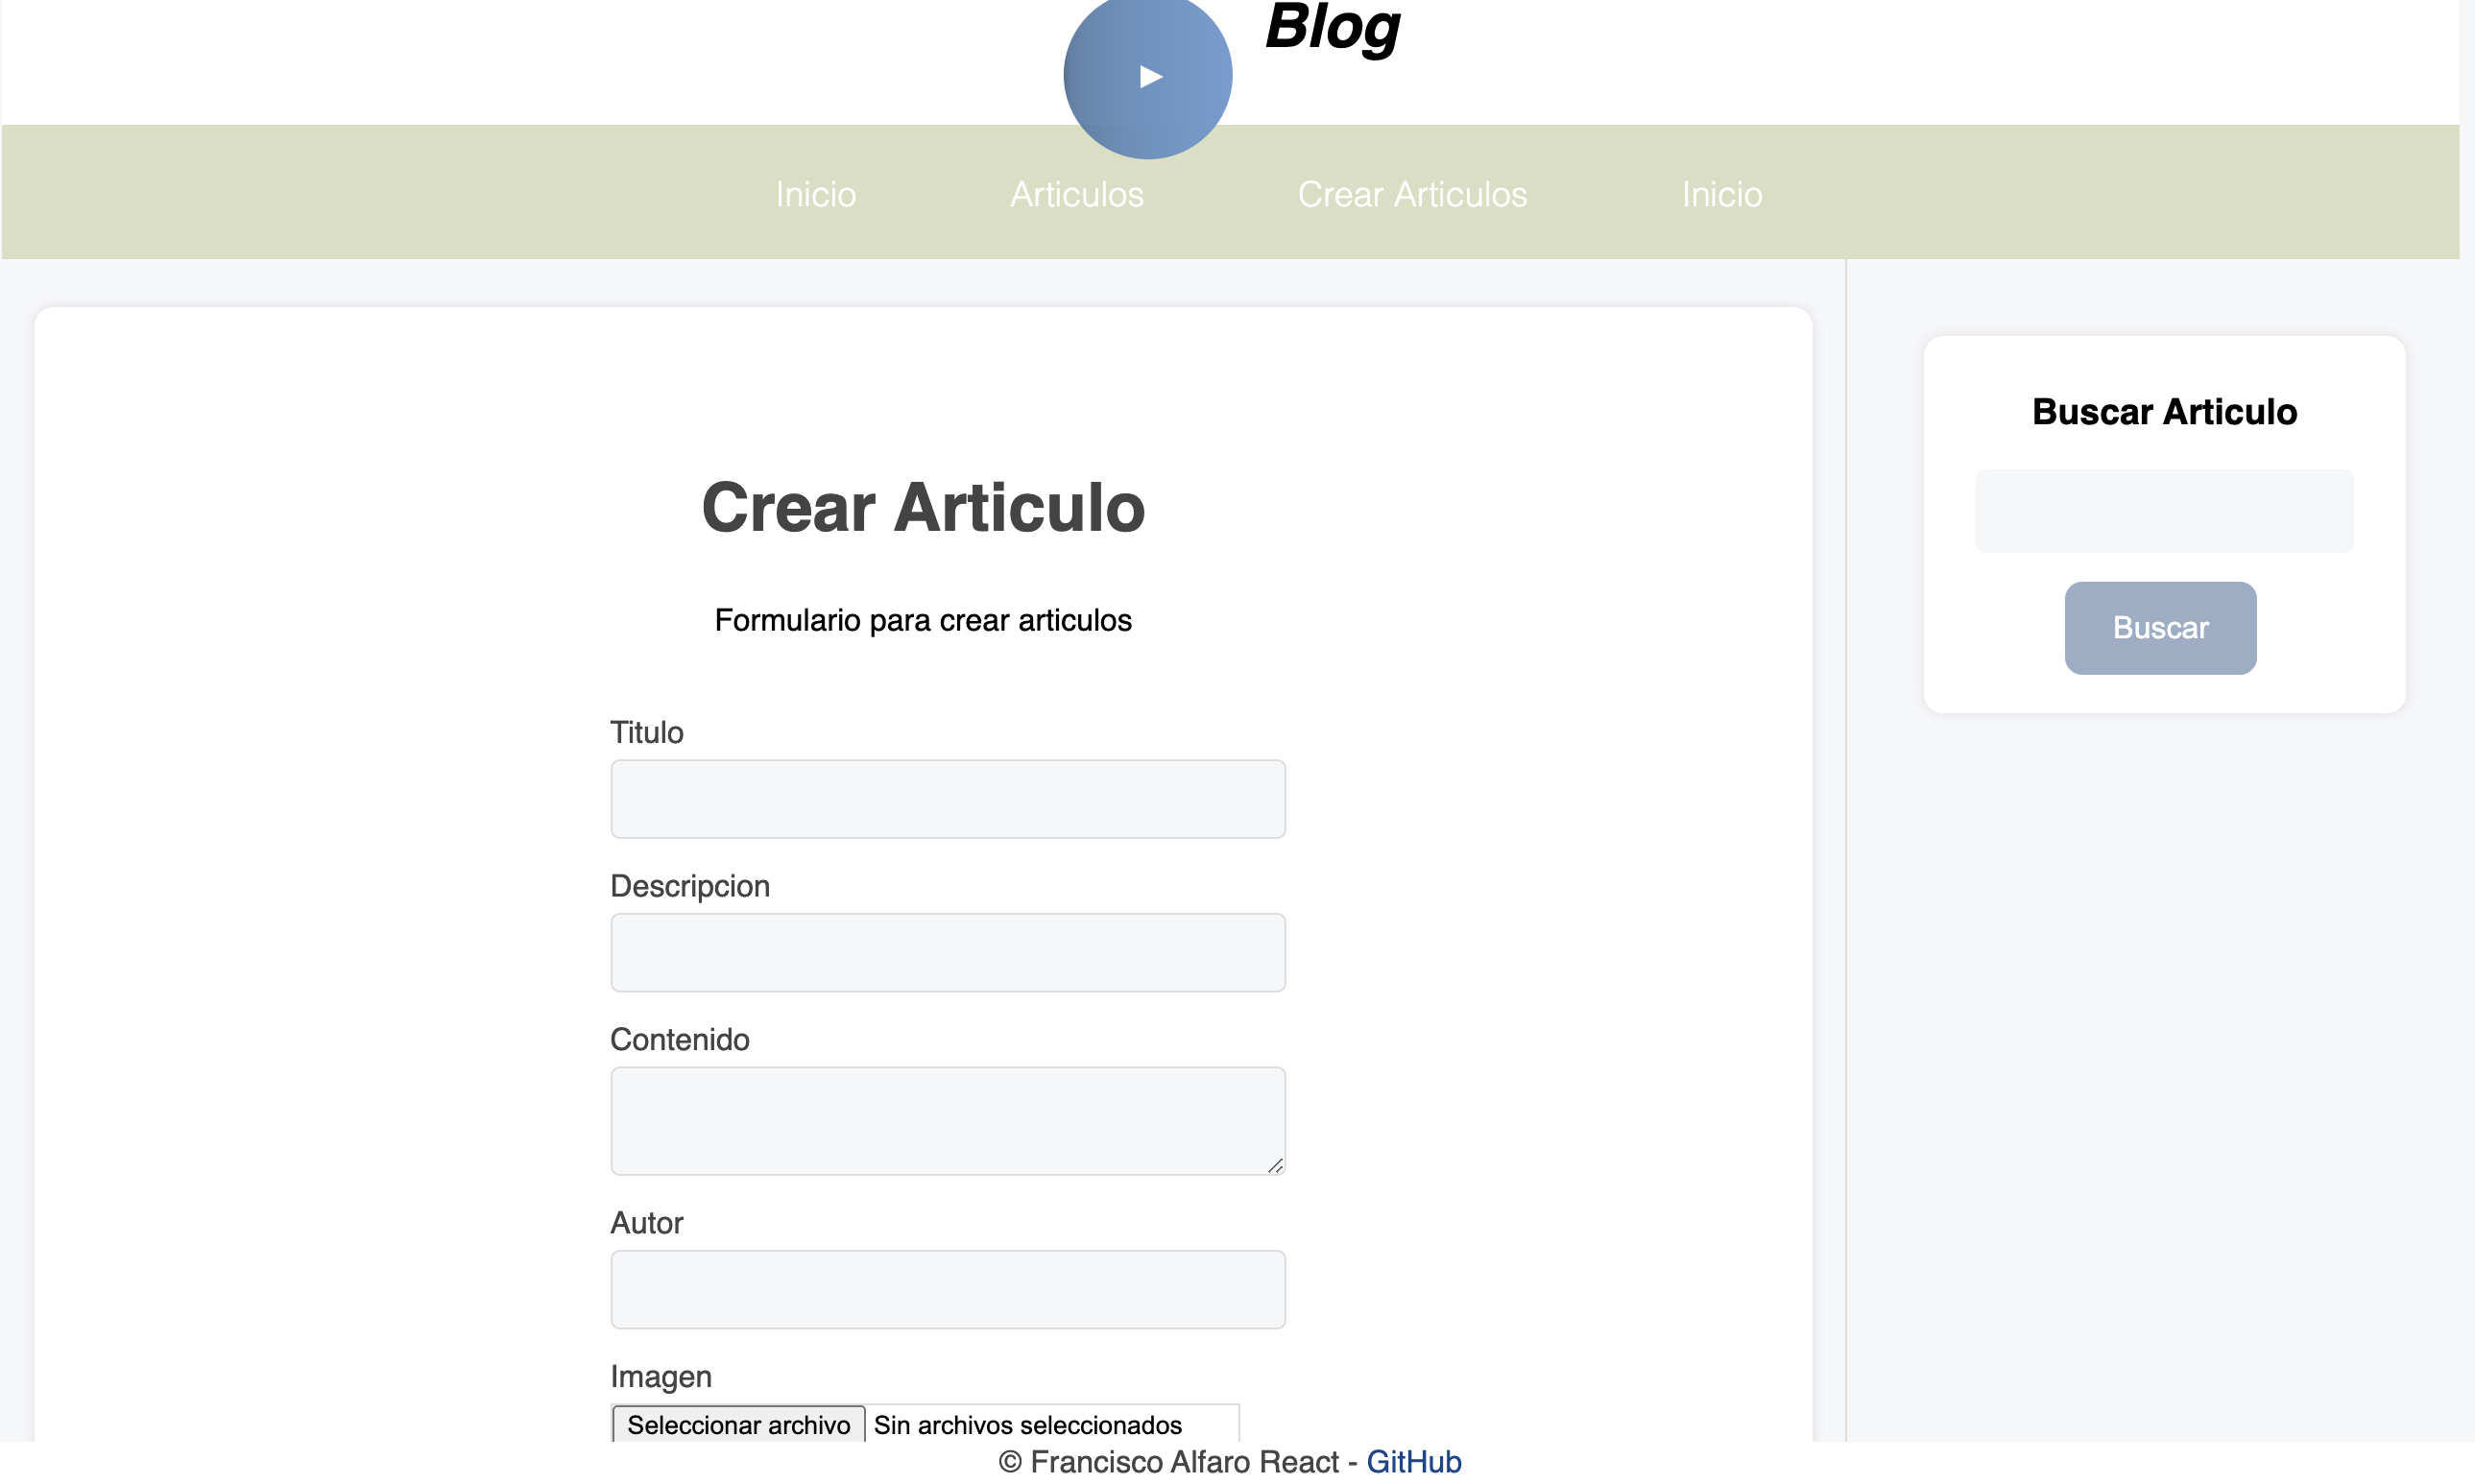 Blog
Inicio Articulos Crear Articulos Inicio
Crear Articulo
Formulario para crear articulos
Titulo
Descripcion
Contenido
Autor
Imagen
Seleccionar archivo Sin archivos seleccionados
Buscar Articulo
Buscar
© Francisco Alfaro React - GitHub